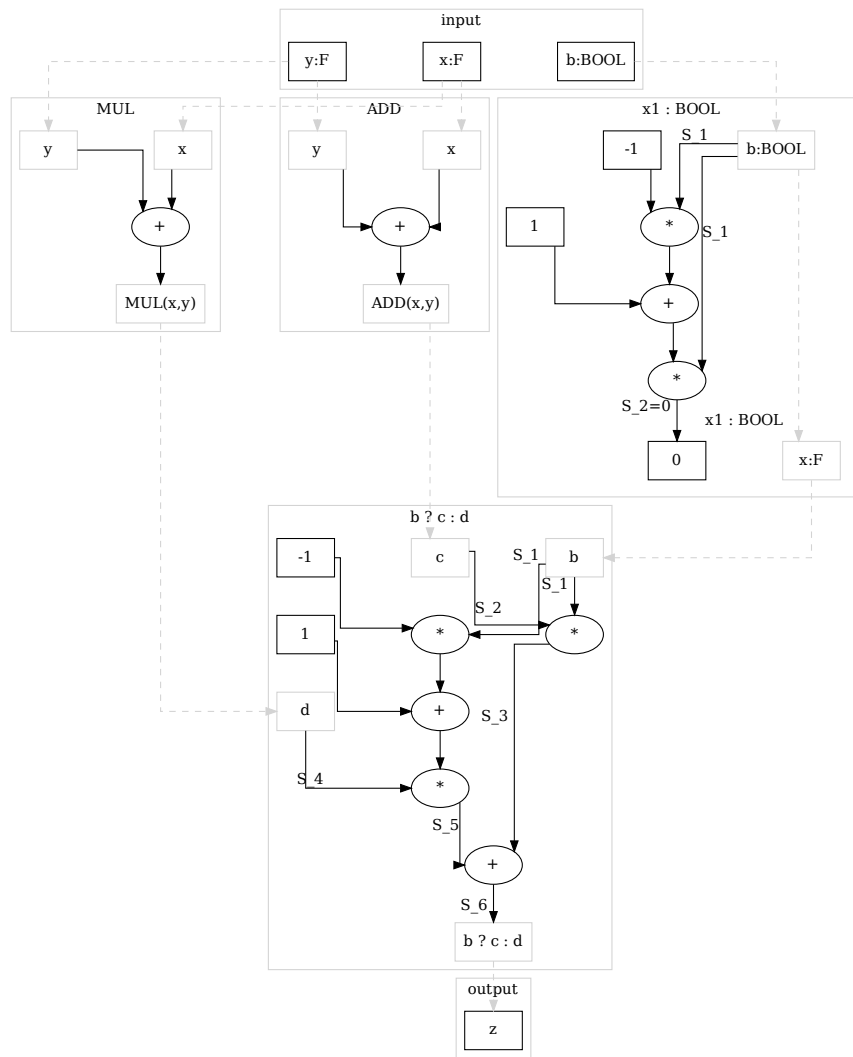 input
y:F
x:F
b:BOOL
MUL
ADD
x1 : BOOL
y
x
y
x
-1
S_1
b:BOOL
+
+
1
*
S_1
MUL(x,y)
ADD(x,y)
+
*
S_2=0
x1 : BOOL
0
x:F
b ? c : d
-1
c
S_1
b
S_1
S_2
1
*
*
d
+
S_3
S_4
*
S_5
+
S_6
b ? c : d
output
z